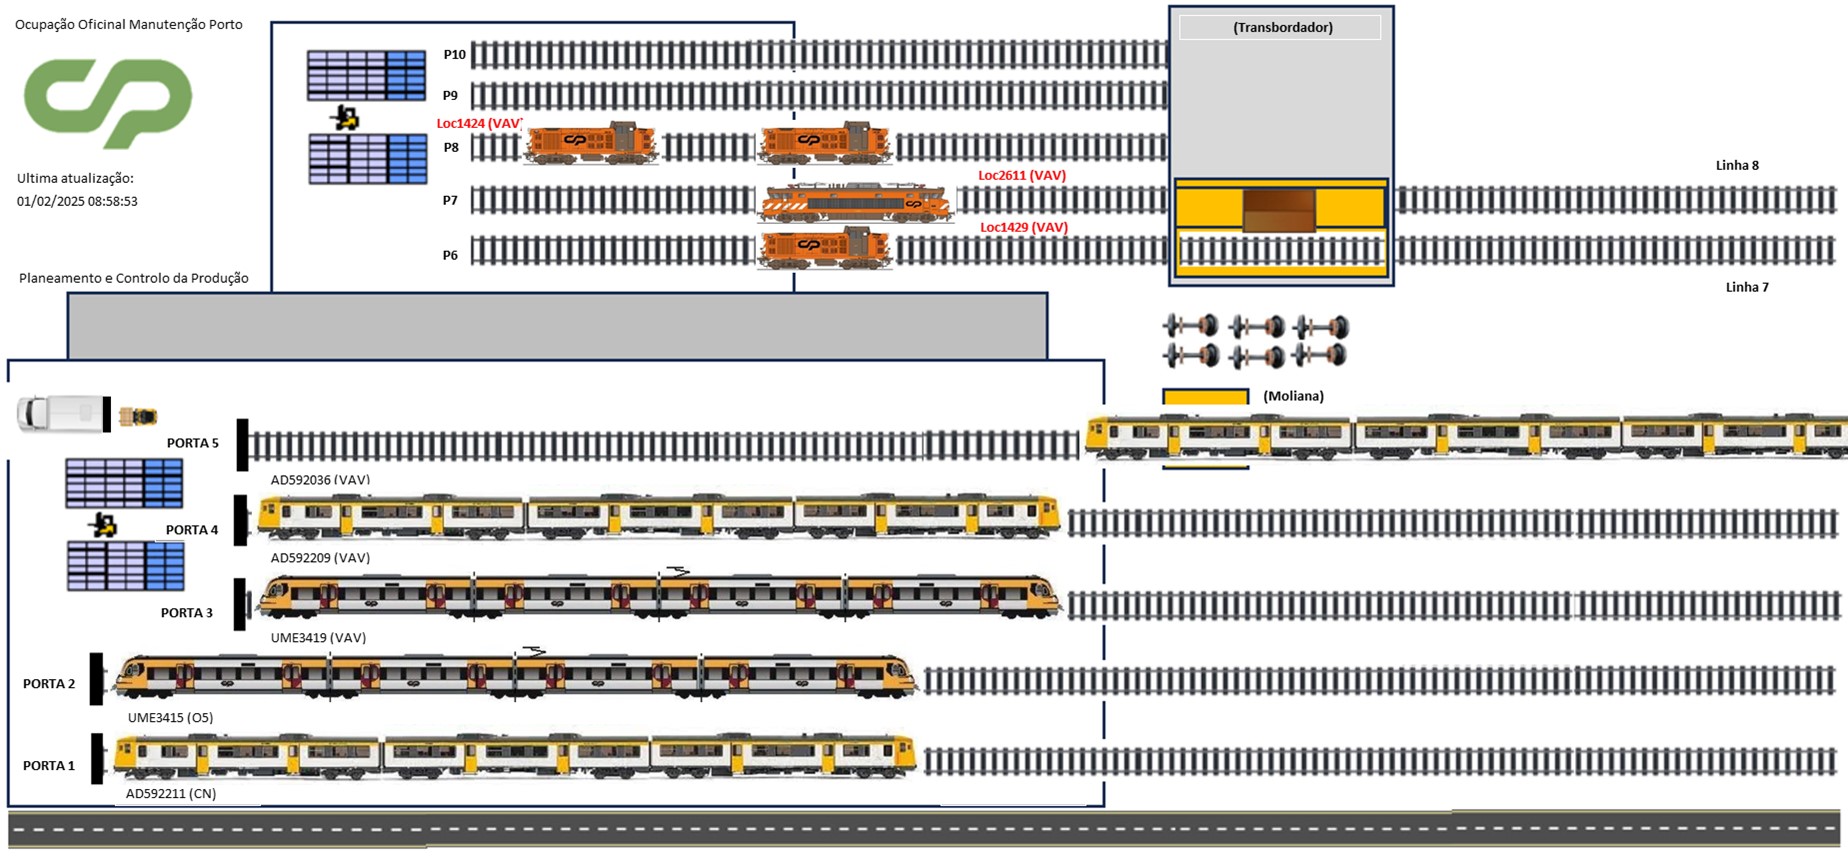 Ocupação Oficinal Manutenção Porto
Ultima atualização:
01/02/2025 08:58:53
Planeamento e Controlo da Produção
P10
P9
Loc1424 (VAV)
P8
Loc2611 (VAV)
P7
Loc1429 (VAV)
P6
(Transbordador)
Linha 8
Linha 7
(Moliana)
PORTA 5
AD592036 (VAV)
PORTA 4
AD592209 (VAV)
PORTA 3
UME3419 (VAV)
PORTA 2
UME3415 (O5)
PORTA 1
AD592211 (CN)